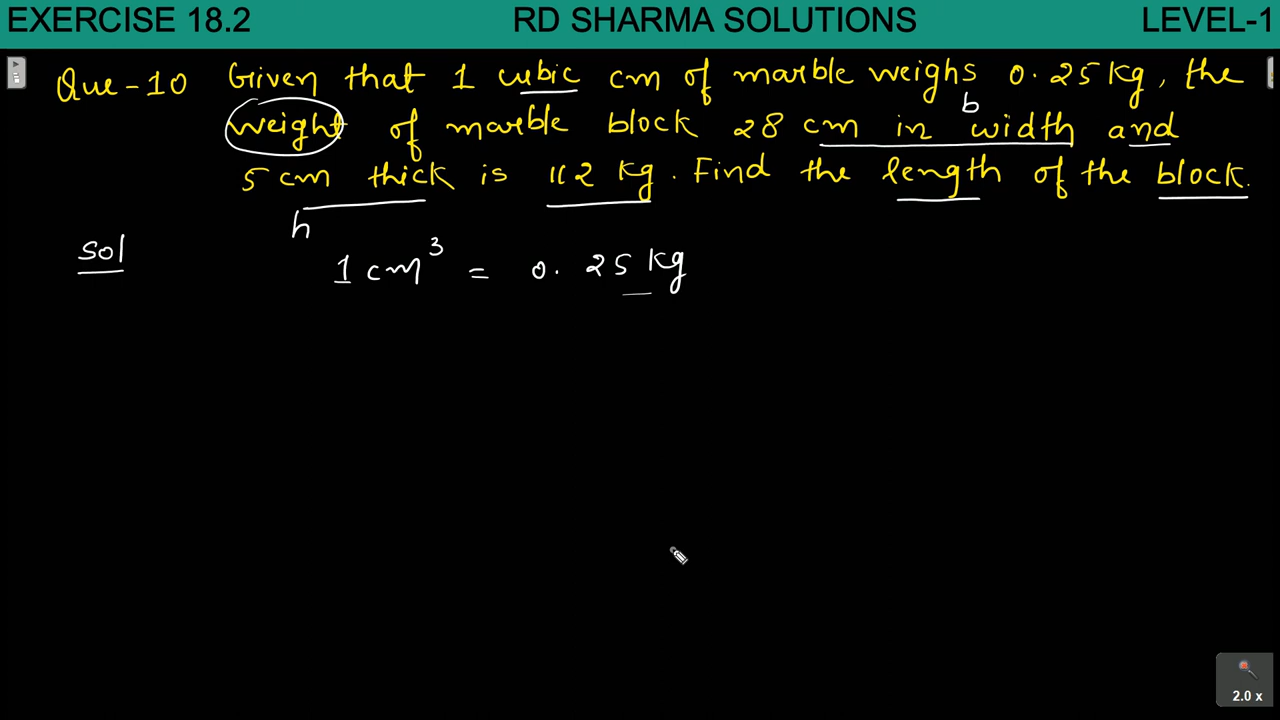 EXERCISE 18.2 RD SHARMA SOLUTIONS LEVEL-1
Que-10 Given that 1 cubic cm of marble weighs 0.25 kg, the
b
weight of marble block 28 cm in width and
5 cm thick is 112 kg. Find the length of the block.
h
Sol
1 cm³ = 0.25 kg
2.0 x